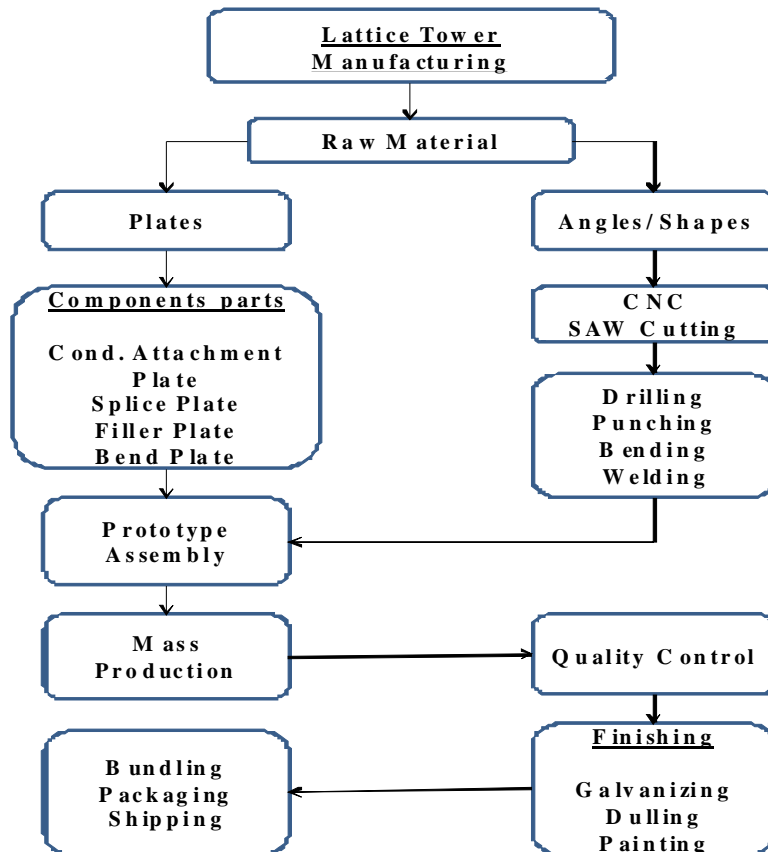 Lattice Tower
Manufacturing
Raw Material
Plates
Angles/Shapes
Components parts
Cond. Attachment
Plate
Splice Plate
Filler Plate
Bend Plate
CNC
SAW Cutting
Drilling
Punching
Bending
Welding
Prototype
Assembly
Mass
Production
Quality Control
Finishing
Galvanizing
Dulling
Painting
Bundling
Packaging
Shipping